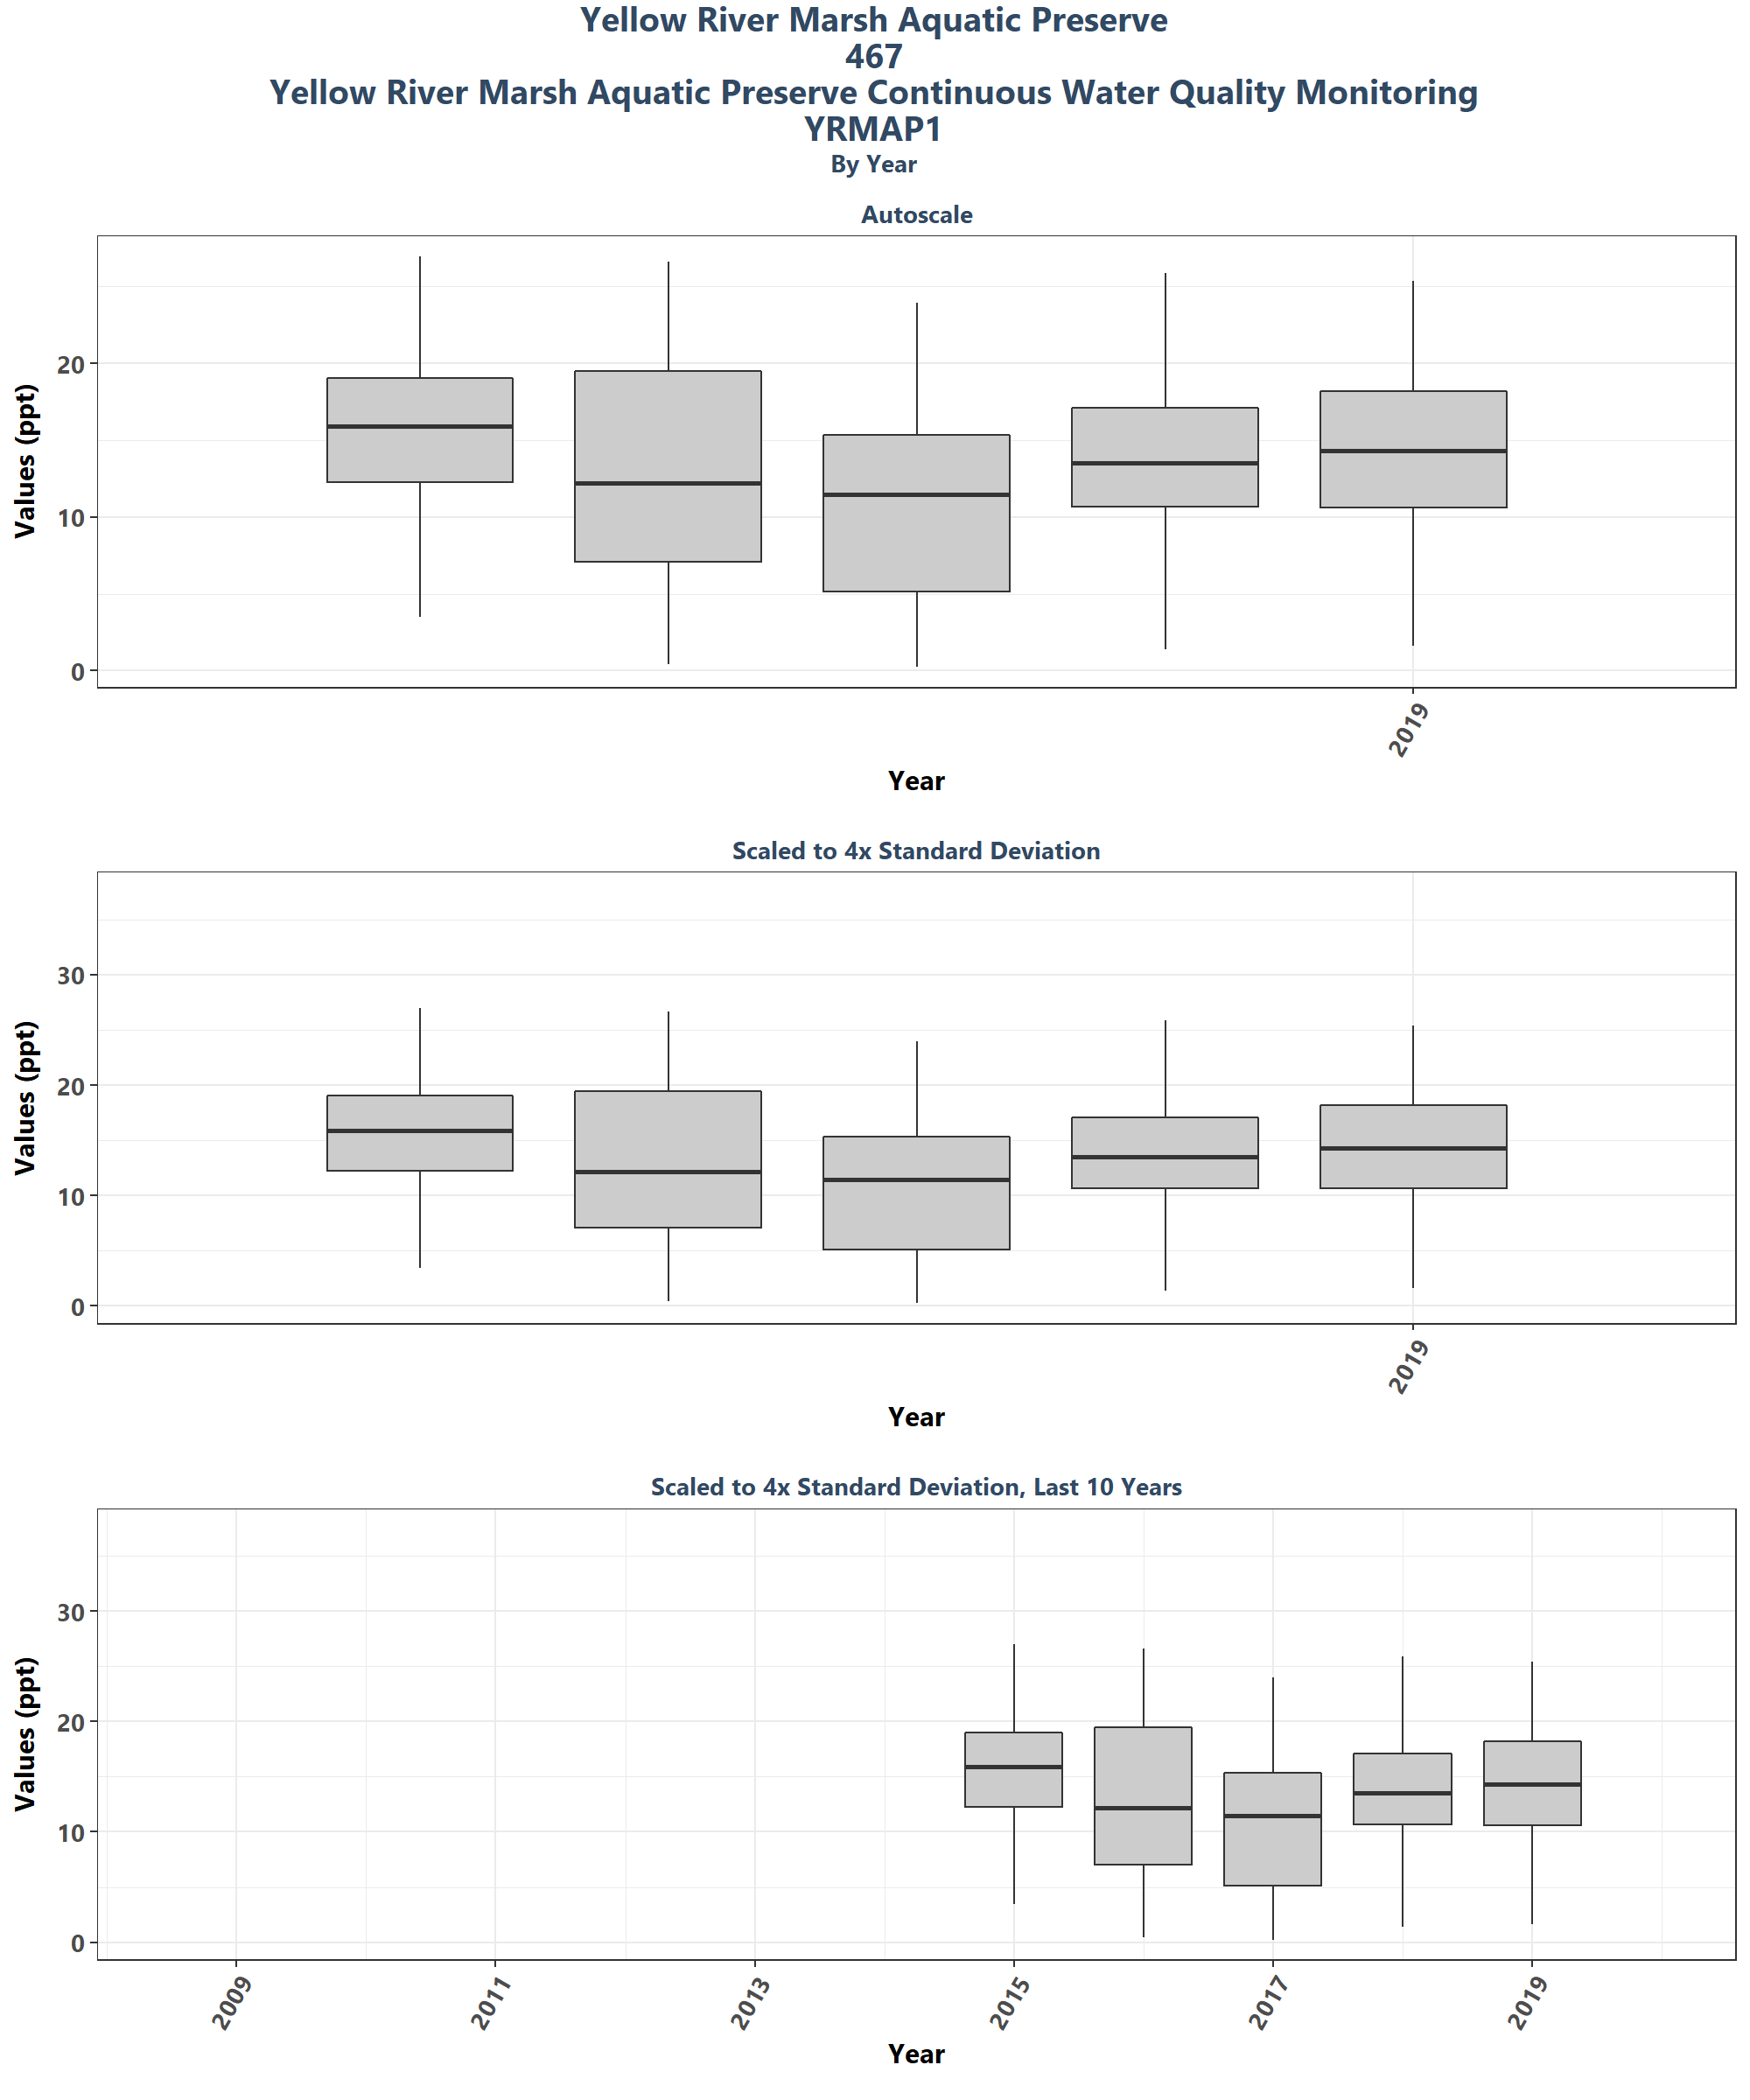 Yellow River Marsh Aquatic Preserve
467
Yellow River Marsh Aquatic Preserve Continuous Water Quality Monitoring
YRMAP1
By Year
Autoscale
Values (ppt)
20
10
0
2019
Year
Scaled to 4x Standard Deviation
Values (ppt)
30
20
10
0
2019
Year
Scaled to 4x Standard Deviation, Last 10 Years
Values (ppt)
30
20
10
0
2009 2011 2013 2015 2017 2019
Year